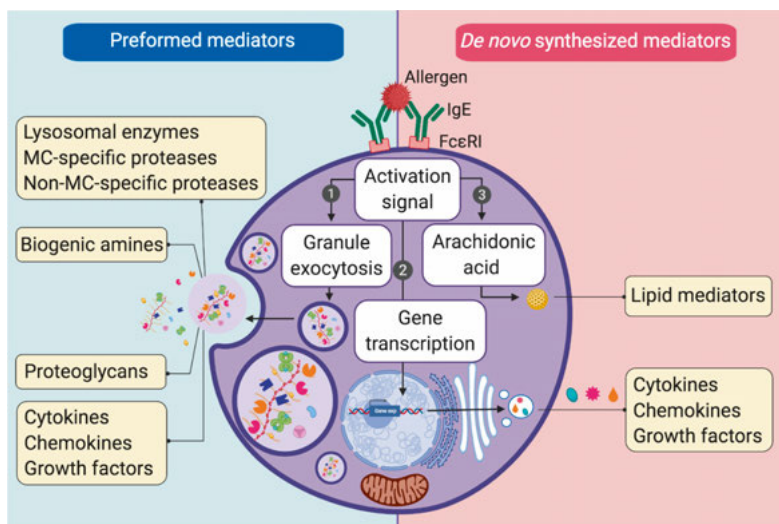 Preformed mediators
De novo synthesized mediators
Allergen
IgE
FcεRI
Lysosomal enzymes
MC-specific proteases
Non-MC-specific proteases
Biogenic amines
Proteoglycans
Cytokines
Chemokines
Growth factors
Activation
signal
1
3
2
Granule
exocytosis
Arachidonic
acid
Gene
transcription
Lipid mediators
Cytokines
Chemokines
Growth factors